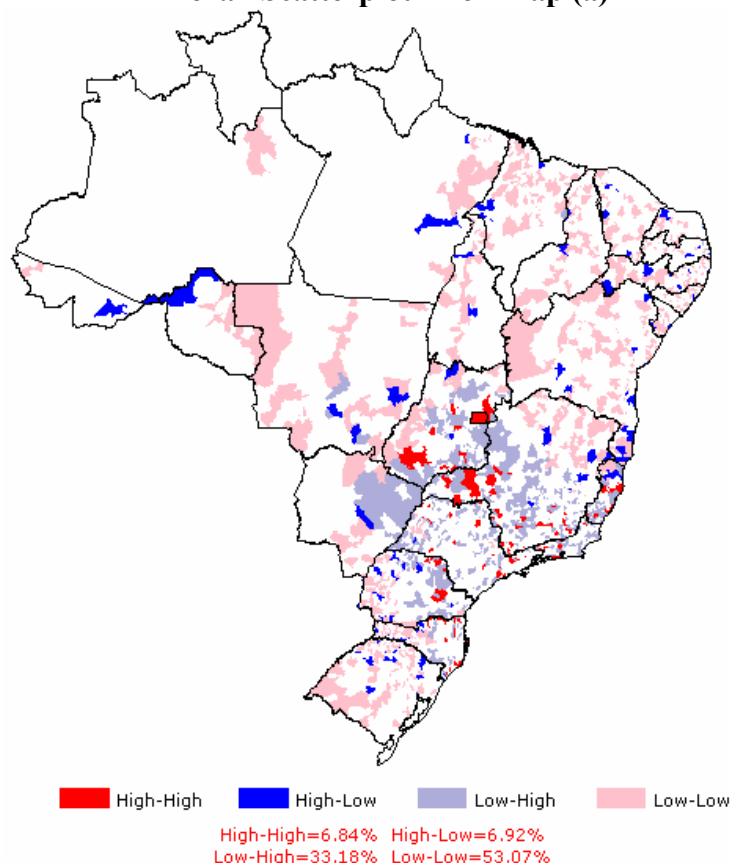 Scatterplot
(a)
High-High High-Low Low-High Low-Low
High-High=6.84% High-Low=6.92%
Low-High=33.18% Low-Low=53.07%